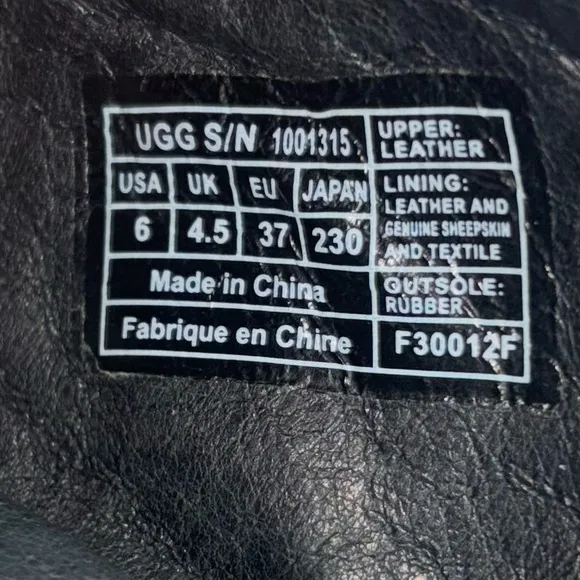 UGG S/N 1001315
USA UK EU JAPAN
6 4.5 37 230
Made in China
Fabrique en Chine
UPPER:
LEATHER
LINING:
LEATHER AND
GENUINE SHEEPSKIN
AND TEXTILE
OUTSOLE:
RUBBER
F30012F